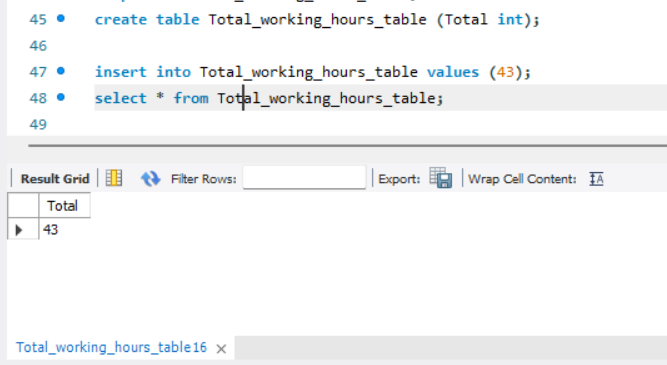 45 create table Total_working_hours_table (Total int);
46
47 insert into Total_working_hours_table values (43);
48 select * from Total_working_hours_table;
49
Result Grid Filter Rows: Export: Wrap Cell Content: IA
Total
43
Total_working_hours_table16 ×